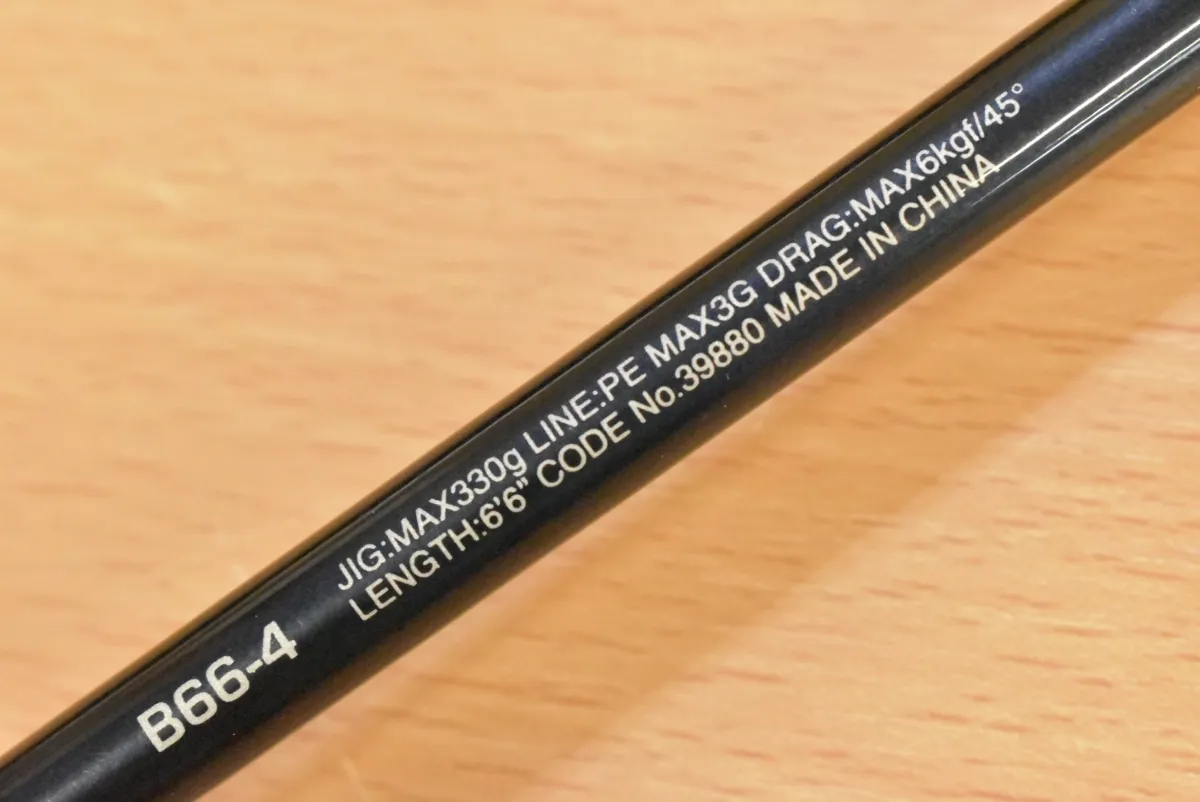 B66-4
JIG:MAX330g LINE:PE MAX3G DRAG:MAX6kgf/45°
LENGTH:6'6" CODE No.39880 MADE IN CHINA